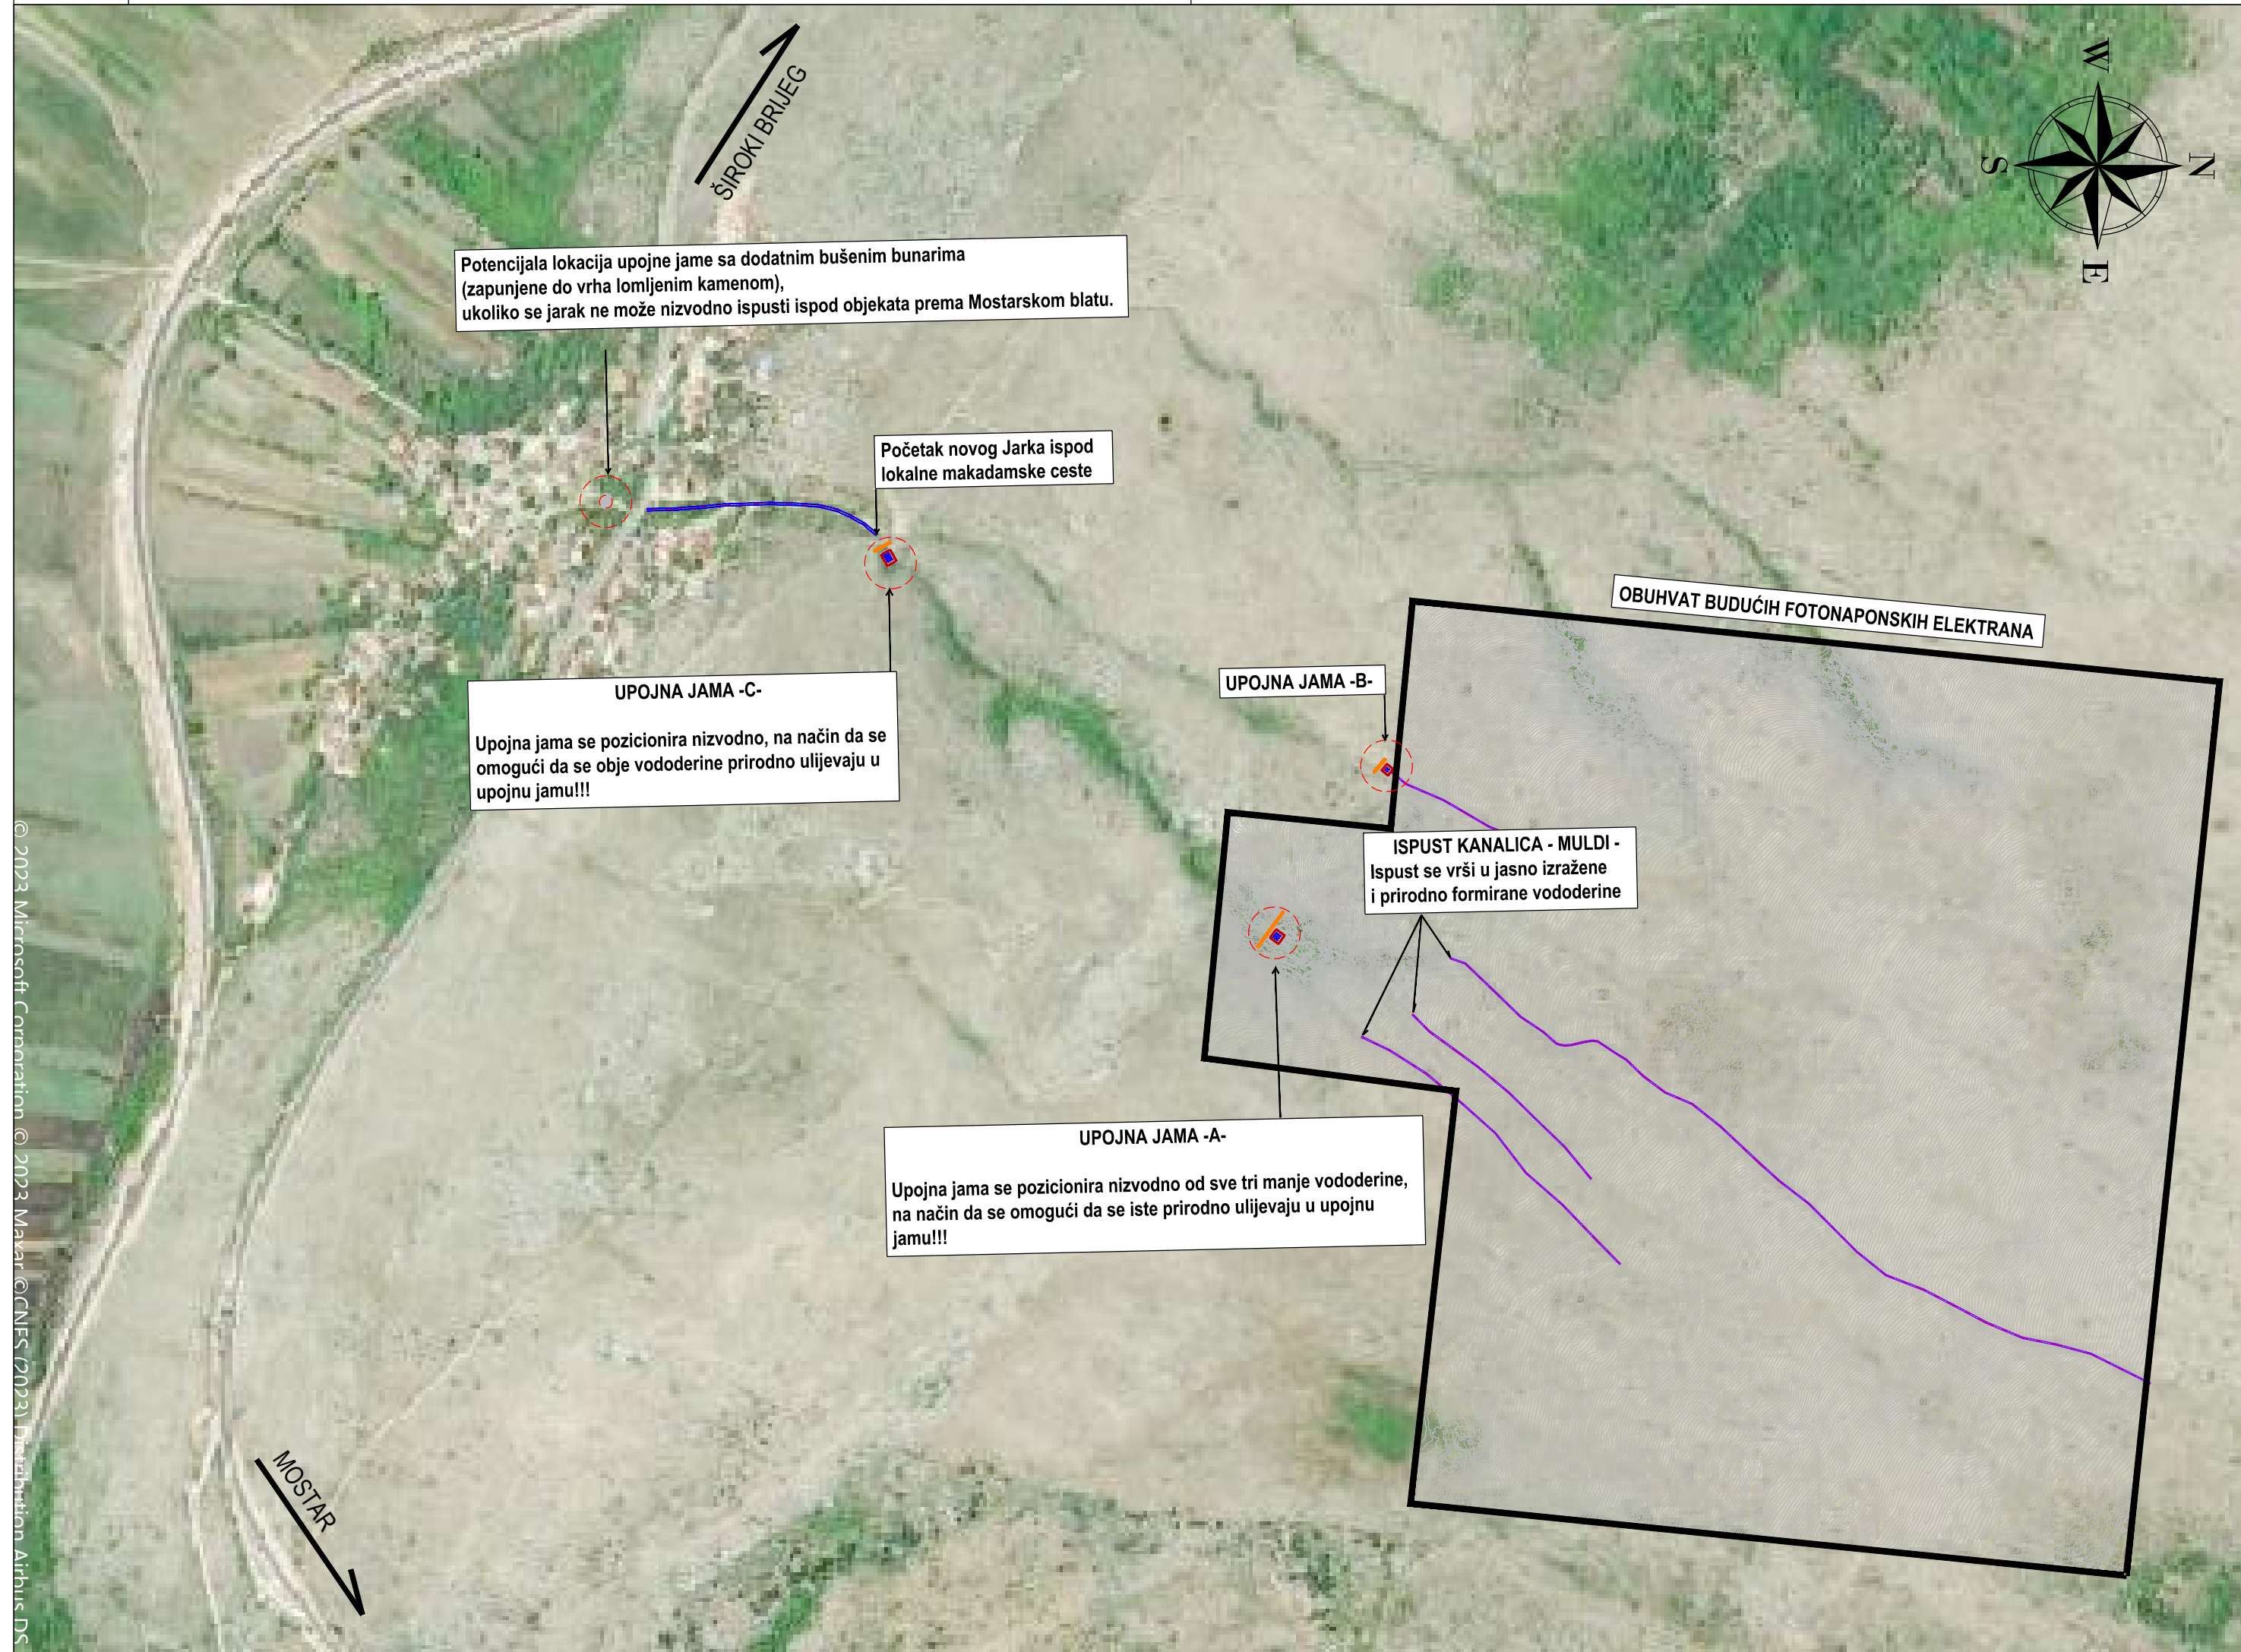 W
N
S
E
ŠIROKI BRIJEG
Potencijala lokacija upojne jame sa dodatnim bušenim bunarima
(zapunjene do vrha lomljenim kamenom),
ukoliko se jarak ne može nizvodno ispustiti ispod objekata prema Mostarskom blatu.
Početak novog Jarka ispod
lokalne makadamske ceste
OBUHVAT BUDUĆIH FOTONAPONSKIH ELEKTRANA
UPOJNA JAMA -C-
Upojna jama se pozicionira nizvodno, na način da se
omogući da se obje vododerine prirodno ulijevaju u
upojnu jamu!!!
UPOJNA JAMA -B-
ISPUST KANALICA - MULDI -
Ispust se vrši u jasno izražene
i prirodno formirane vododerine
UPOJNA JAMA -A-
Upojna jama se pozicionira nizvodno od sve tri manje vododerine,
na način da se omogući da se iste prirodno ulijevaju u upojnu
jamu!!!
MOSTAR
© 2023 Microsoft Corporation © 2023 Maxar ©CNES (2023) Distribution Airbus DS